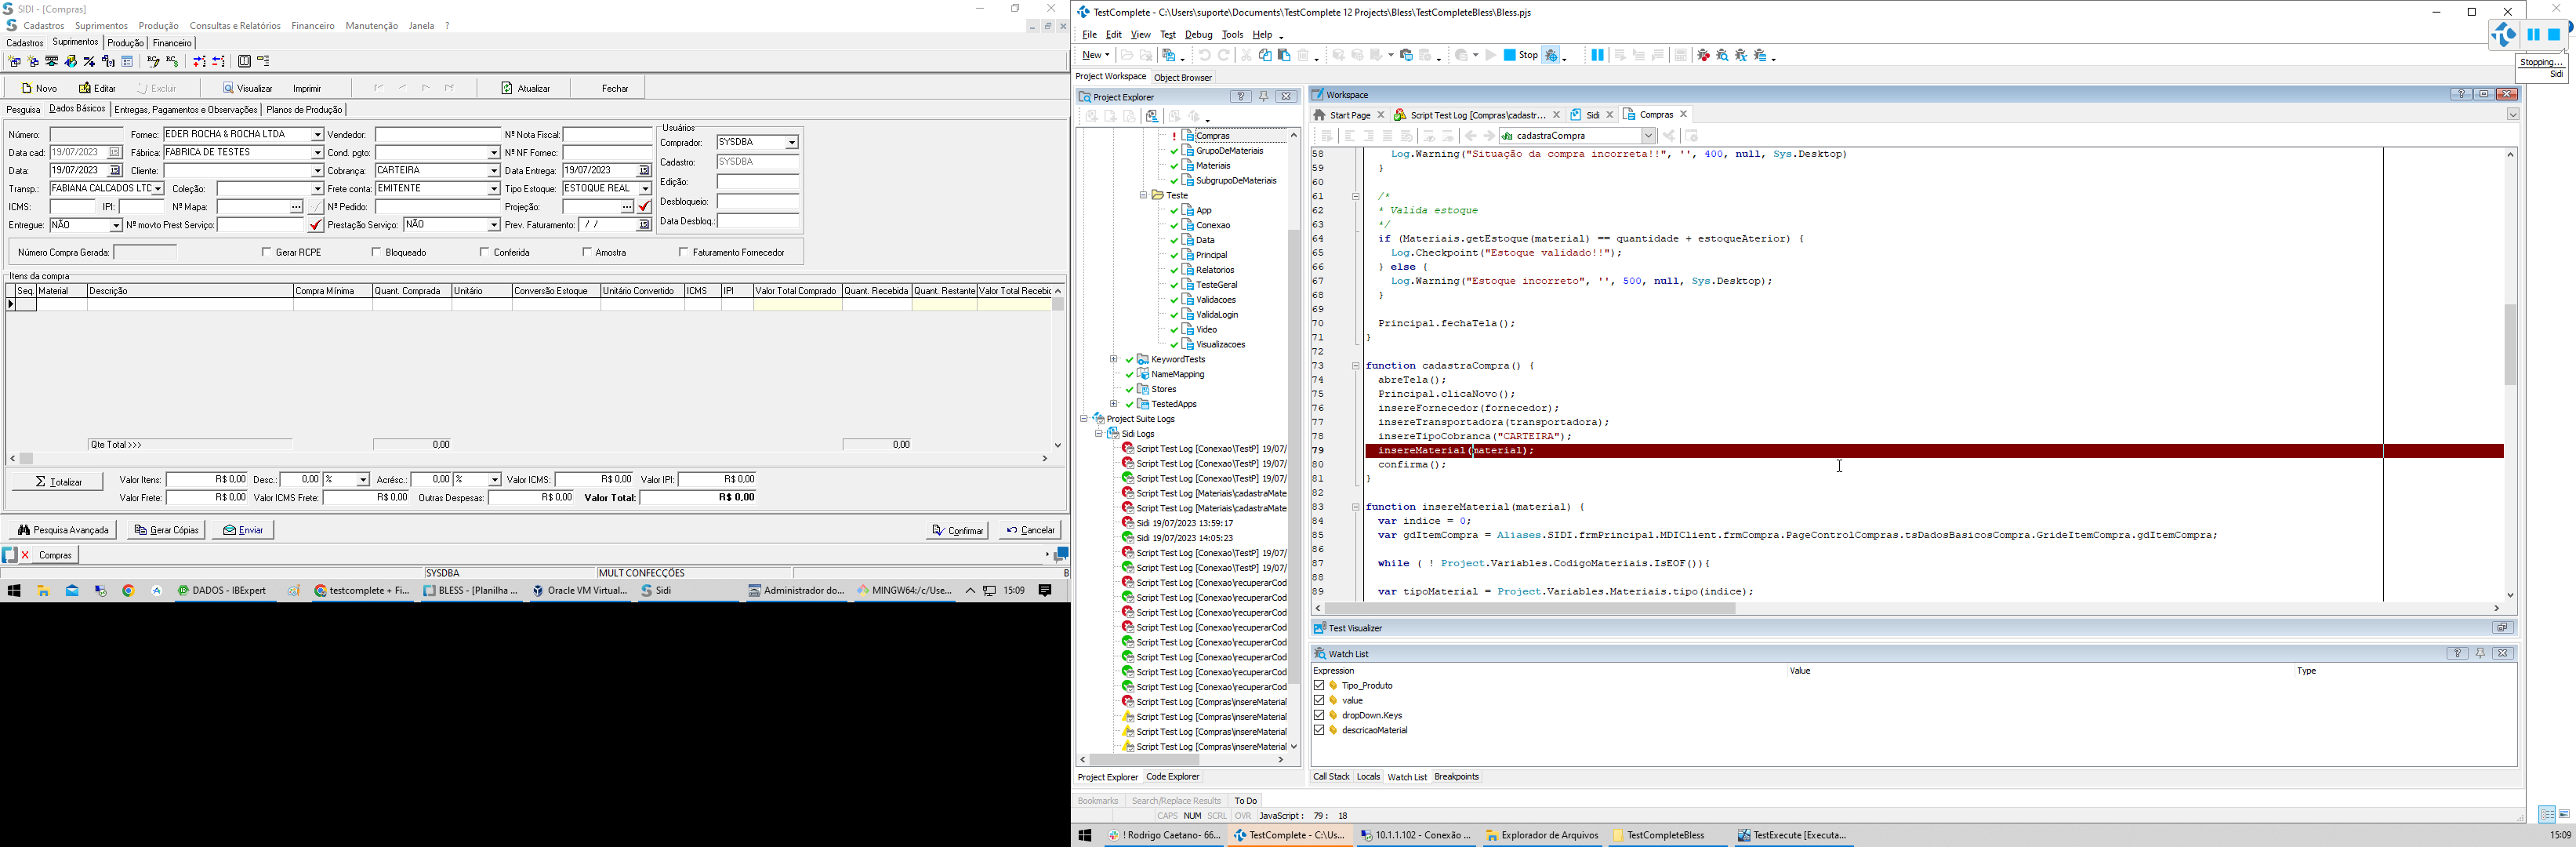 SIDI - [Compras]
Cadastros Suprimentos Produção Consultas e Relatórios Financeiro Manutenção Janela ?
Cadastros Suprimentos Produção Financeiro
Novo Editar Excluir Visualizar Imprimir Atualizar Fechar
Pesquisa Dados Básicos Entregas, Pagamentos e Observações Planos de Produção
Número: Fornec: EDER ROCHA & ROCHA LTDA Vendedor: Nº Nota Fiscal:
Data cad: 19/07/2023 Fábrica: FABRICA DE TESTES Cond. pgto: Nº NF Fornec:
Data: 19/07/2023 Cliente: Cobrança: CARTEIRA Data Entrega: 19/07/2023
Transp.: FABIANA CALCADOS LTC Coleção: Frete conta: EMITENTE Tipo Estoque: ESTOQUE REAL
ICMS: IPI: Nº Mapa: ... Nº Pedido: Projeção: ...
Entregue: NÃO Nº movto Prest Serviço: Prestação Serviço: NÃO Prev. Faturamento: / /
Usuários
Comprador: SYSDBA
Cadastro: SYSDBA
Edição:
Desbloqueio:
Data Desbloq.:
Número Compra Gerada: Gerar RCPE Bloqueado Conferida Amostra Faturamento Fornecedor
Itens da compra
Seq. Material Descrição Compra Mínima Quant. Comprada Unitário Conversão Estoque Unitário Convertido ICMS IPI Valor Total Comprado Quant. Recebida Quant. Restante Valor Total Recebic
Qte Total >>> 0,00 0,00
Totalizar Valor Itens: R$ 0,00 Desc.: 0,00 % Acrésc.: 0,00 % Valor ICMS: R$ 0,00 Valor IPI: R$ 0,00
Valor Frete: R$ 0,00 Valor ICMS Frete: R$ 0,00 Outras Despesas: R$ 0,00 Valor Total: R$ 0,00
Pesquisa Avançada Gerar Cópias Enviar Confirmar Cancelar
Compras
SYSDBA MULT CONFECÇÕES B
DADOS - IBExpert testcomplete + Fi... BLESS - [Planilha ... Oracle VM Virtual... Sidi Administrador do... MINGW64:/c/Use... 15:09
TestComplete - C:\Users\suporte\Documents\TestComplete 12 Projects\Bless\TestCompleteBless\Bless.pjs
File Edit View Test Debug Tools Help
New Stop
Stopping...
Sidi
Project Workspace Object Browser
Project Explorer
Compras
GrupoDeMateriais
Materiais
SubgrupoDeMateriais
Teste
App
Conexao
Data
Principal
Relatorios
TesteGeral
Validacoes
ValidaLogin
Video
Visualizacoes
KeywordTests
NameMapping
Stores
TestedApps
Project Suite Logs
Sidi Logs
Script Test Log [Conexao\TestP] 19/07/
Script Test Log [Conexao\TestP] 19/07/
Script Test Log [Conexao\TestP] 19/07/
Script Test Log [Materiais\cadastraMate
Script Test Log [Materiais\cadastraMate
Sidi 19/07/2023 13:59:17
Sidi 19/07/2023 14:05:23
Script Test Log [Conexao\TestP] 19/07/
Script Test Log [Conexao\TestP] 19/07/
Script Test Log [Conexao\recuperarCod
Script Test Log [Conexao\recuperarCod
Script Test Log [Conexao\recuperarCod
Script Test Log [Conexao\recuperarCod
Script Test Log [Conexao\recuperarCod
Script Test Log [Conexao\recuperarCod
Script Test Log [Conexao\recuperarCod
Script Test Log [Conexao\recuperarCod
Script Test Log [Compras\insereMaterial
Script Test Log [Compras\insereMaterial
Script Test Log [Compras\insereMaterial
Script Test Log [Compras\insereMaterial
Project Explorer Code Explorer
Workspace
Start Page Script Test Log [Compras\cadastr... Sidi Compras
cadastraCompra
58 Log.Warning("Situação da compra incorreta!!", '', 400, null, Sys.Desktop)
59 }
60
61 /*
62 * Valida estoque
63 */
64 if (Materiais.getEstoque(material) == quantidade + estoqueAterior) {
65 Log.Checkpoint("Estoque validado!!");
66 } else {
67 Log.Warning("Estoque incorreto", '', 500, null, Sys.Desktop);
68 }
69
70 Principal.fechaTela();
71 }
72
73 function cadastraCompra() {
74 abreTela();
75 Principal.clicaNovo();
76 insereFornecedor(fornecedor);
77 insereTransportadora(transportadora);
78 insereTipoCobranca("CARTEIRA");
79 insereMaterial(material);
80 confirma();
81 }
82
83 function insereMaterial(material) {
84 var indice = 0;
85 var gdItemCompra = Aliases.SIDI.frmPrincipal.MDIClient.frmCompra.PageControlCompras.tsDadosBasicosCompra.GrideItemCompra.gdItemCompra;
86
87 while ( ! Project.Variables.CodigoMateriais.IsEOF()){
88
89 var tipoMaterial = Project.Variables.Materiais.tipo(indice);
Test Visualizer
Watch List
Expression Value Type
Tipo_Produto
value
dropDown.Keys
descricaoMaterial
Call Stack Locals Watch List Breakpoints
Bookmarks Search/Replace Results To Do
CAPS NUM SCRL OVR JavaScript : 79 : 18
! Rodrigo Caetano- 66... TestComplete - C:\Us... 10.1.1.102 - Conexão ... Explorador de Arquivos TestCompleteBless TestExecute [Executa... 15:09